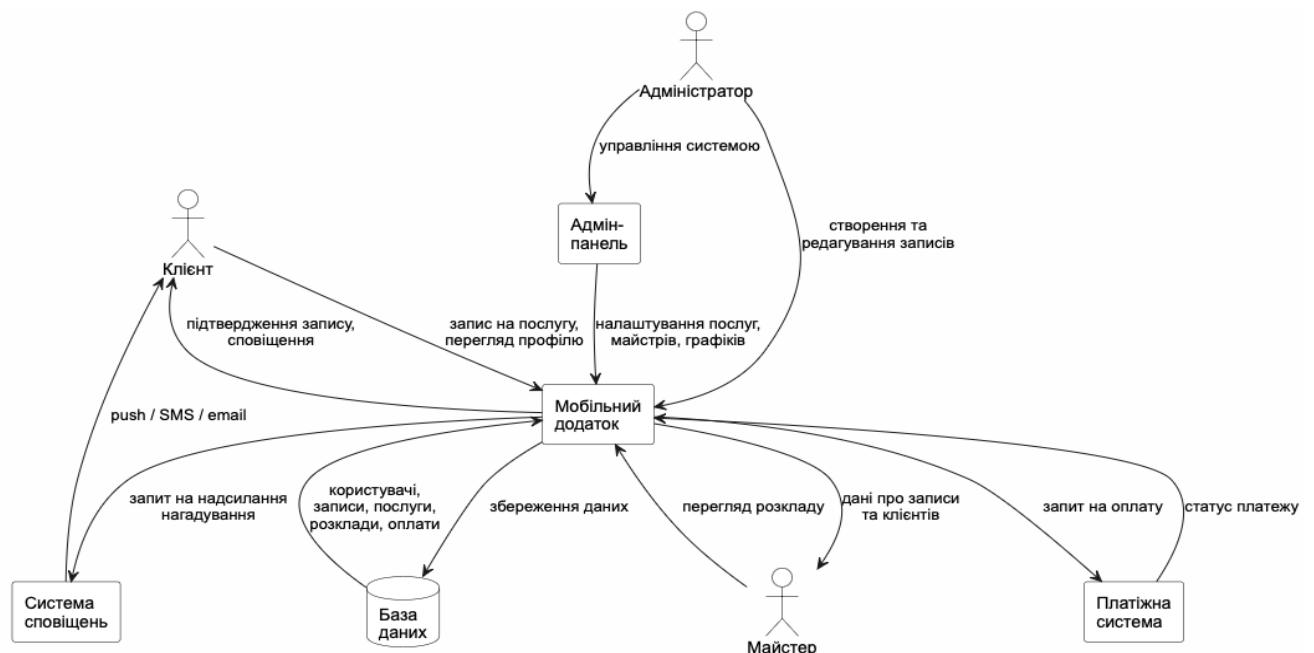 Адміністратор
управління системою
Адмін-
панель
створення та
редагування записів
Клієнт
підтвердження запису,
сповіщення
запис на послугу,
перегляд профілю
налаштування послуг,
майстрів, графіків
Мобільний
додаток
push / SMS / email
запит на надсилання
нагадування
користувачі,
записи, послуги,
розклади, оплати
збереження даних
перегляд розкладу
дані про записи
та клієнтів
запит на оплату
статус платежу
Система
сповіщень
База
даних
Майстер
Платіжна
система